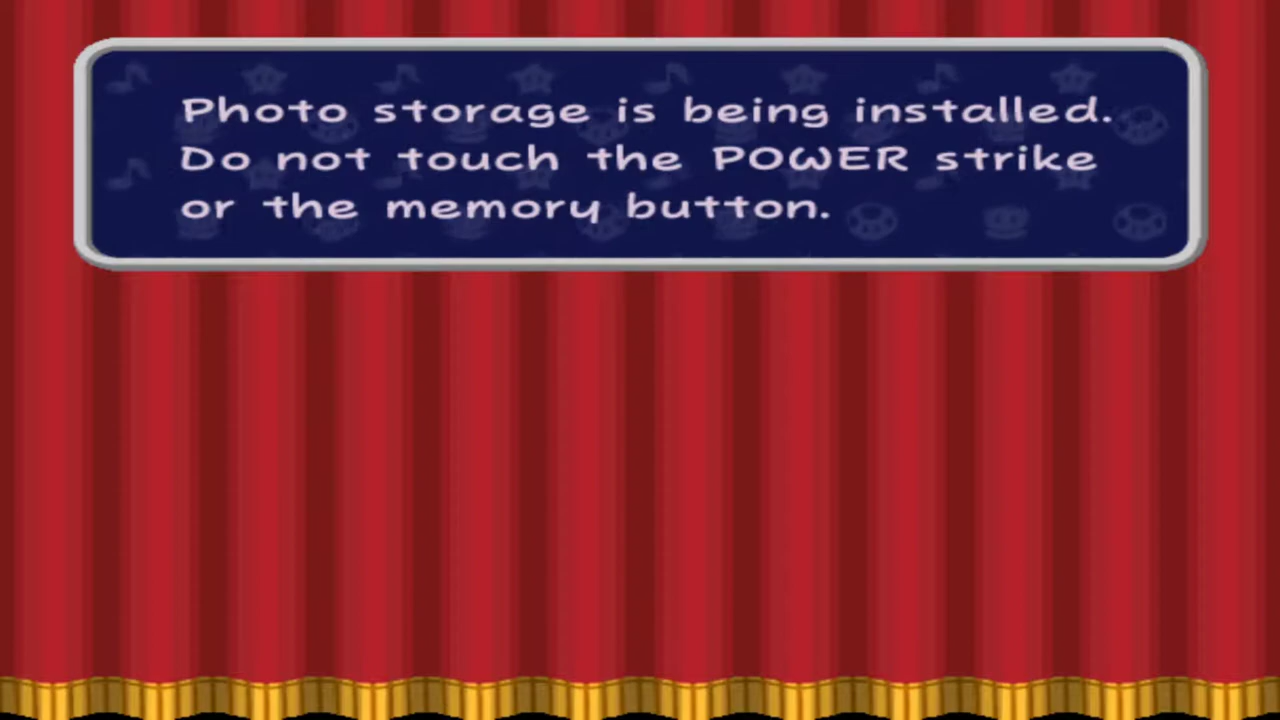 Photo storage is being installed.
Do not touch the POWER strike
or the memory button.